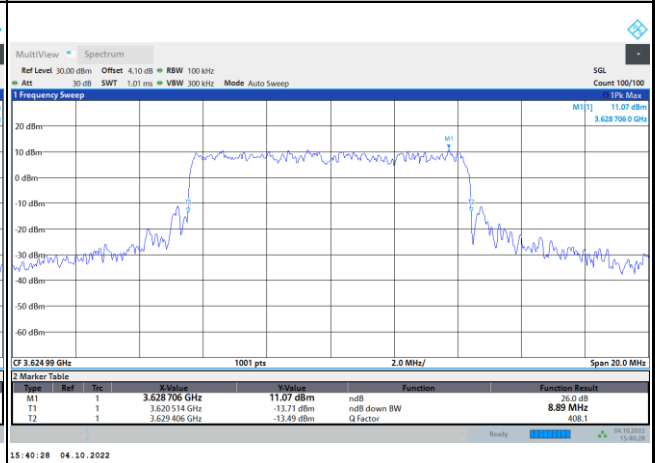 MultiView Spectrum
Ref Level 30.00 dBm Offset 4.10 dB RBW 100 kHz SGL
Att 30 dB SWT 1.01 ms VBW 300 kHz Mode Auto Sweep Count 100/100
1 Frequency Sweep 1Pk Max
M1[1] 11.07 dBm
3.628 706 0 GHz
20 dBm
M1
10 dBm
0 dBm
-10 dBm
-20 dBm
-30 dBm
-40 dBm
-50 dBm
-60 dBm
CF 3.624 99 GHz 1001 pts 2.0 MHz/ Span 20.0 MHz
2 Marker Table
Type Ref Trc X-Value Y-Value Function Function Result
M1 1 3.628 706 GHz 11.07 dBm ndB 26.0 dB
T1 1 3.620 514 GHz -13.71 dBm ndB down BW 8.89 MHz
T2 1 3.629 406 GHz -13.49 dBm Q Factor 408.1
Ready 04.10.2022
15:40:28
15:40:28 04.10.2022